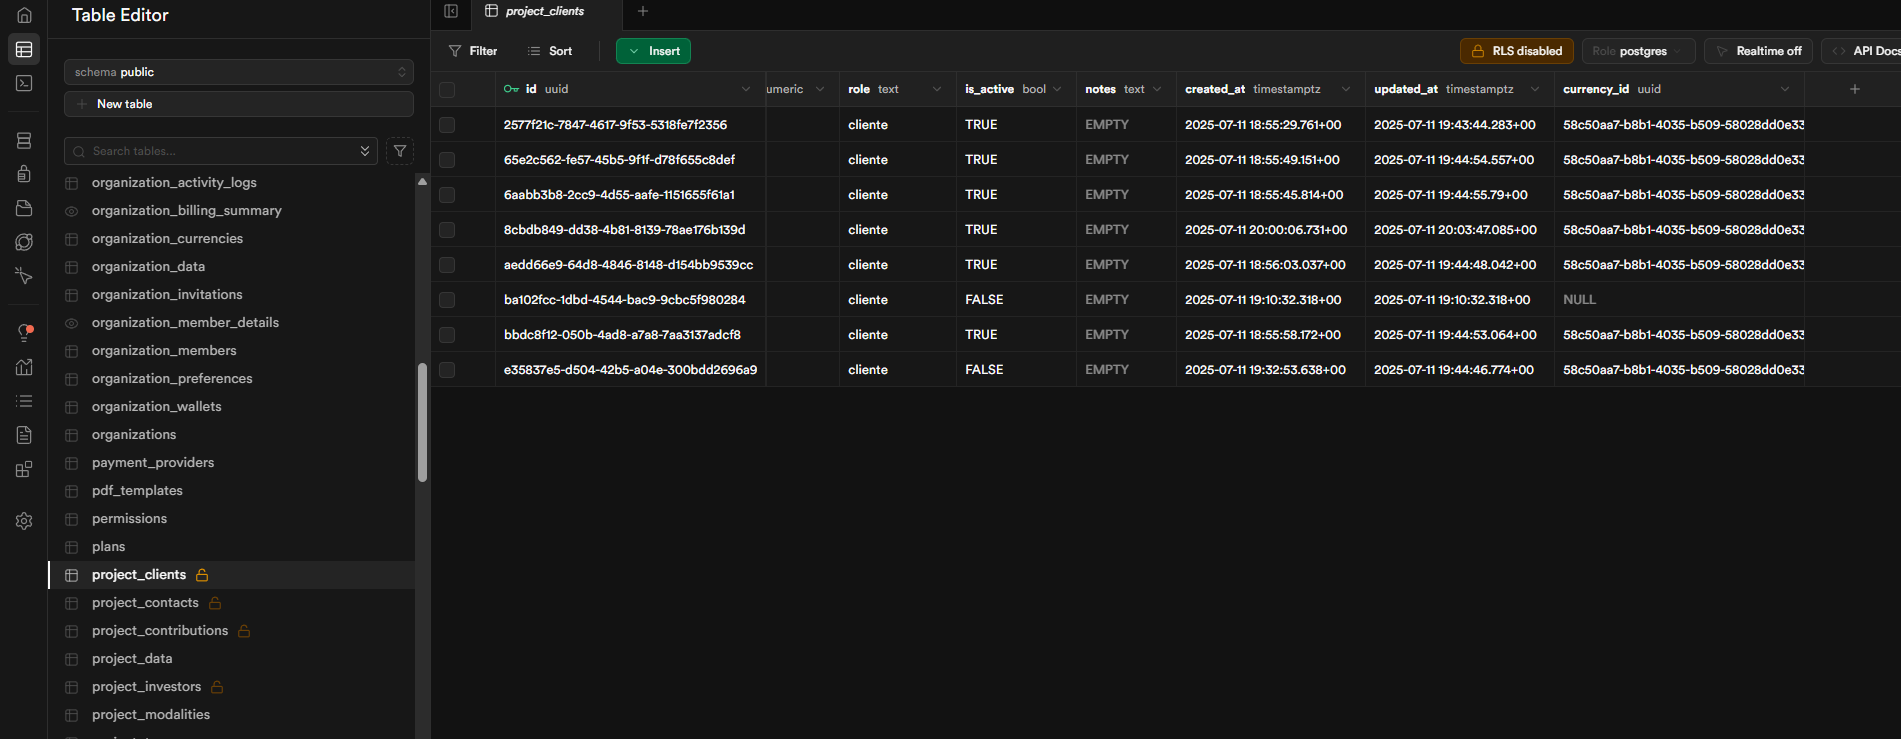 Table Editor
schema public
New table
Search tables...
organization_activity_logs
organization_billing_summary
organization_currencies
organization_data
organization_invitations
organization_member_details
organization_members
organization_preferences
organization_wallets
organizations
payment_providers
pdf_templates
permissions
plans
project_clients
project_contacts
project_contributions
project_data
project_investors
project_modalities
project_clients
Filter Sort Insert RLS disabled Role postgres Realtime off API Docs
id uuid umeric role text is_active bool notes text created_at timestamptz updated_at timestamptz currency_id uuid
2577f21c-7847-4617-9f53-5318fe7f2356 cliente TRUE EMPTY 2025-07-11 18:55:29.761+00 2025-07-11 19:43:44.283+00 58c50aa7-b8b1-4035-b509-58028dd0e33
65e2c562-fe57-45b5-9f1f-d78f655c8def cliente TRUE EMPTY 2025-07-11 18:55:49.151+00 2025-07-11 19:44:54.557+00 58c50aa7-b8b1-4035-b509-58028dd0e33
6aabb3b8-2cc9-4d55-aafe-1151655f61a1 cliente TRUE EMPTY 2025-07-11 18:55:45.814+00 2025-07-11 19:44:55.79+00 58c50aa7-b8b1-4035-b509-58028dd0e33
8cbdb849-dd38-4b81-8139-78ae176b139d cliente TRUE EMPTY 2025-07-11 20:00:06.731+00 2025-07-11 20:03:47.085+00 58c50aa7-b8b1-4035-b509-58028dd0e33
aedd66e9-64d8-4846-8148-d154bb9539cc cliente TRUE EMPTY 2025-07-11 18:56:03.037+00 2025-07-11 19:44:48.042+00 58c50aa7-b8b1-4035-b509-58028dd0e33
ba102fcc-1dbd-4544-bac9-9cbc5f980284 cliente FALSE EMPTY 2025-07-11 19:10:32.318+00 2025-07-11 19:10:32.318+00 NULL
bbdc8f12-050b-4ad8-a7a8-7aa3137adcf8 cliente TRUE EMPTY 2025-07-11 18:55:58.172+00 2025-07-11 19:44:53.064+00 58c50aa7-b8b1-4035-b509-58028dd0e33
e35837e5-d504-42b5-a04e-300bdd2696a9 cliente FALSE EMPTY 2025-07-11 19:32:53.638+00 2025-07-11 19:44:46.774+00 58c50aa7-b8b1-4035-b509-58028dd0e33